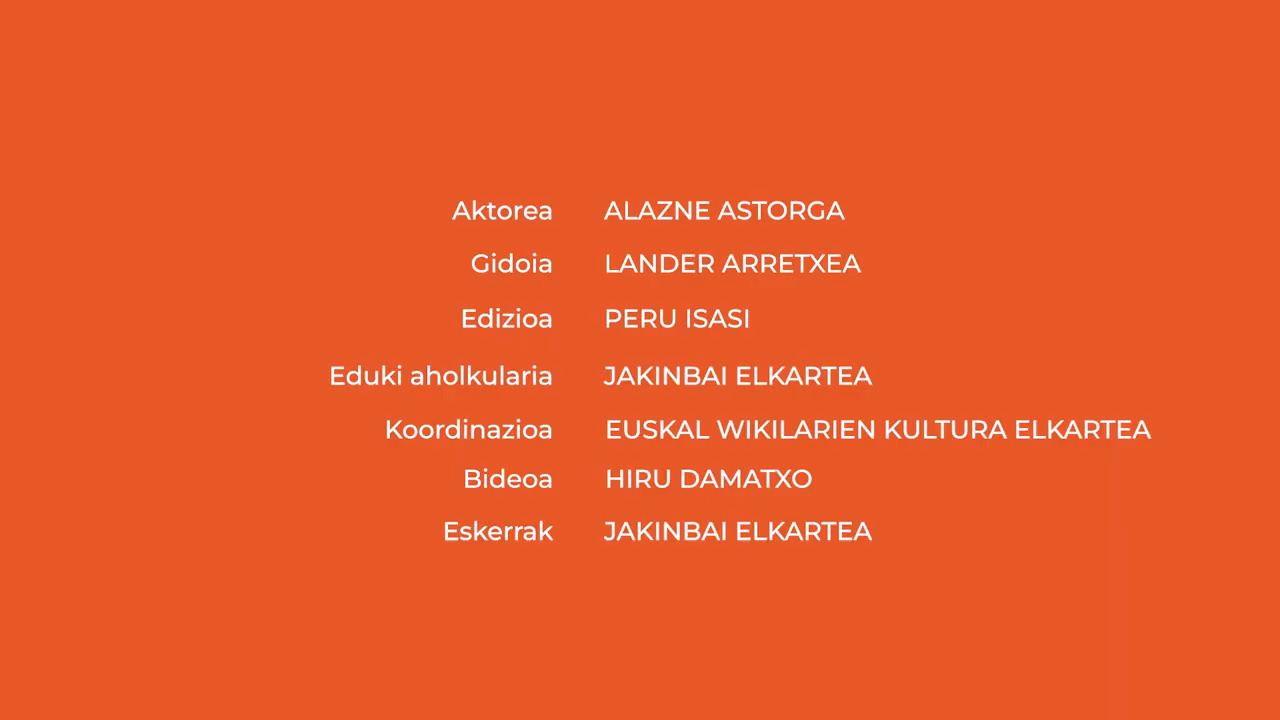 Aktorea ALAZNE ASTORGA
Gidoia LANDER ARRETXEA
Edizioa PERU ISASI
Eduki aholkularia JAKINBAI ELKARTEA
Koordinazioa EUSKAL WIKILARIEN KULTURA ELKARTEA
Bideoa HIRU DAMATXO
Eskerrak JAKINBAI ELKARTEA